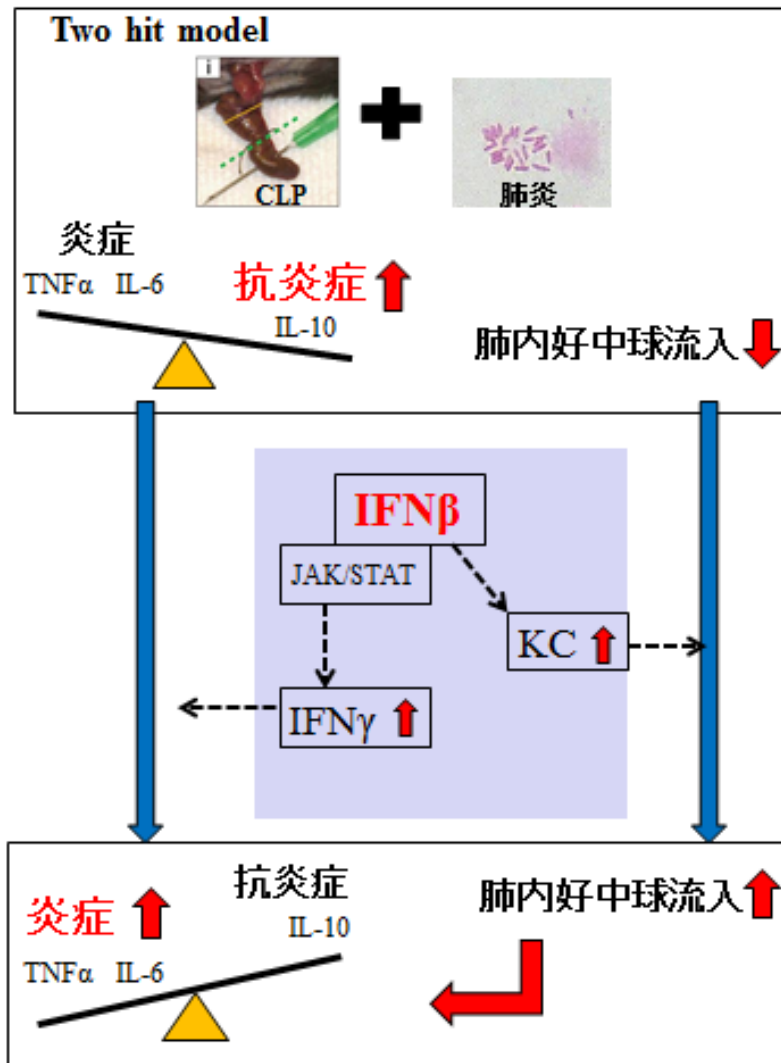 Two hit model
i
CLP
肺炎
炎症
TNFα IL-6
抗炎症
IL-10
肺内好中球流入
IFNβ
JAK/STAT
KC
IFNγ
炎症
TNFα IL-6
抗炎症
IL-10
肺内好中球流入